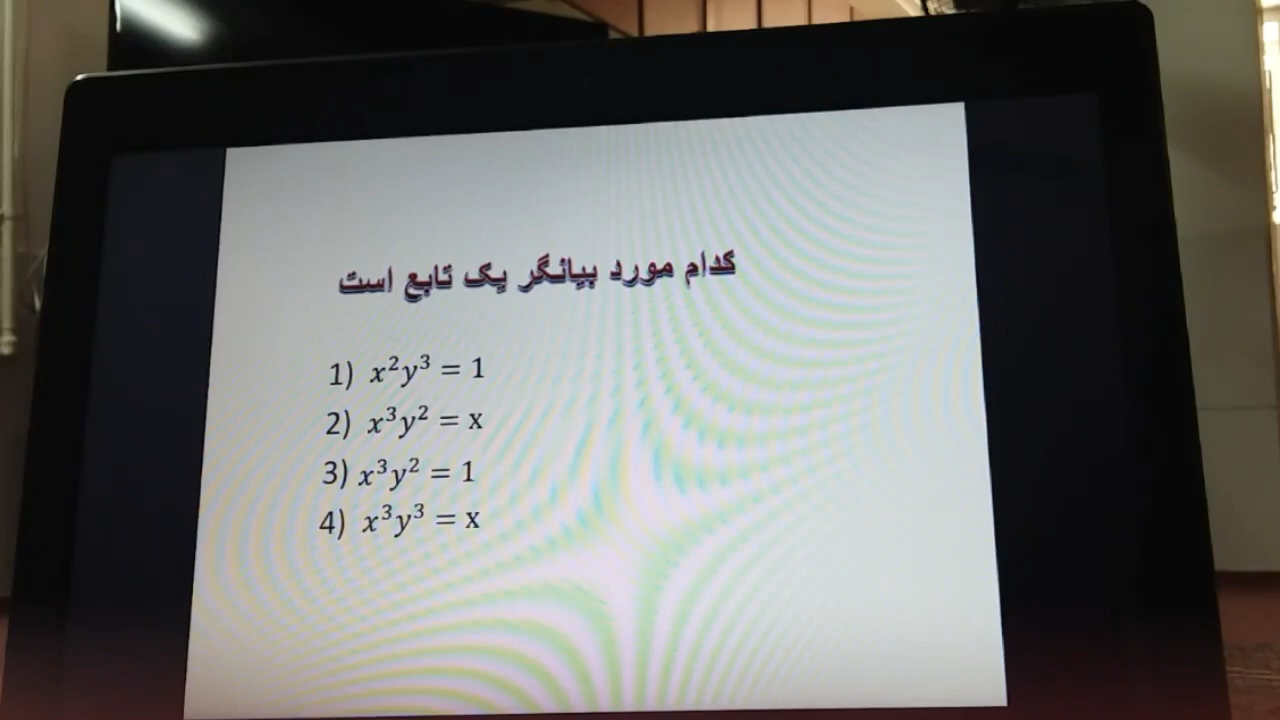 کدام مورد بیانگر یک تابع است
1) x²y³ = 1
2) x³y² = x
3) x³y² = 1
4) x³y³ = x